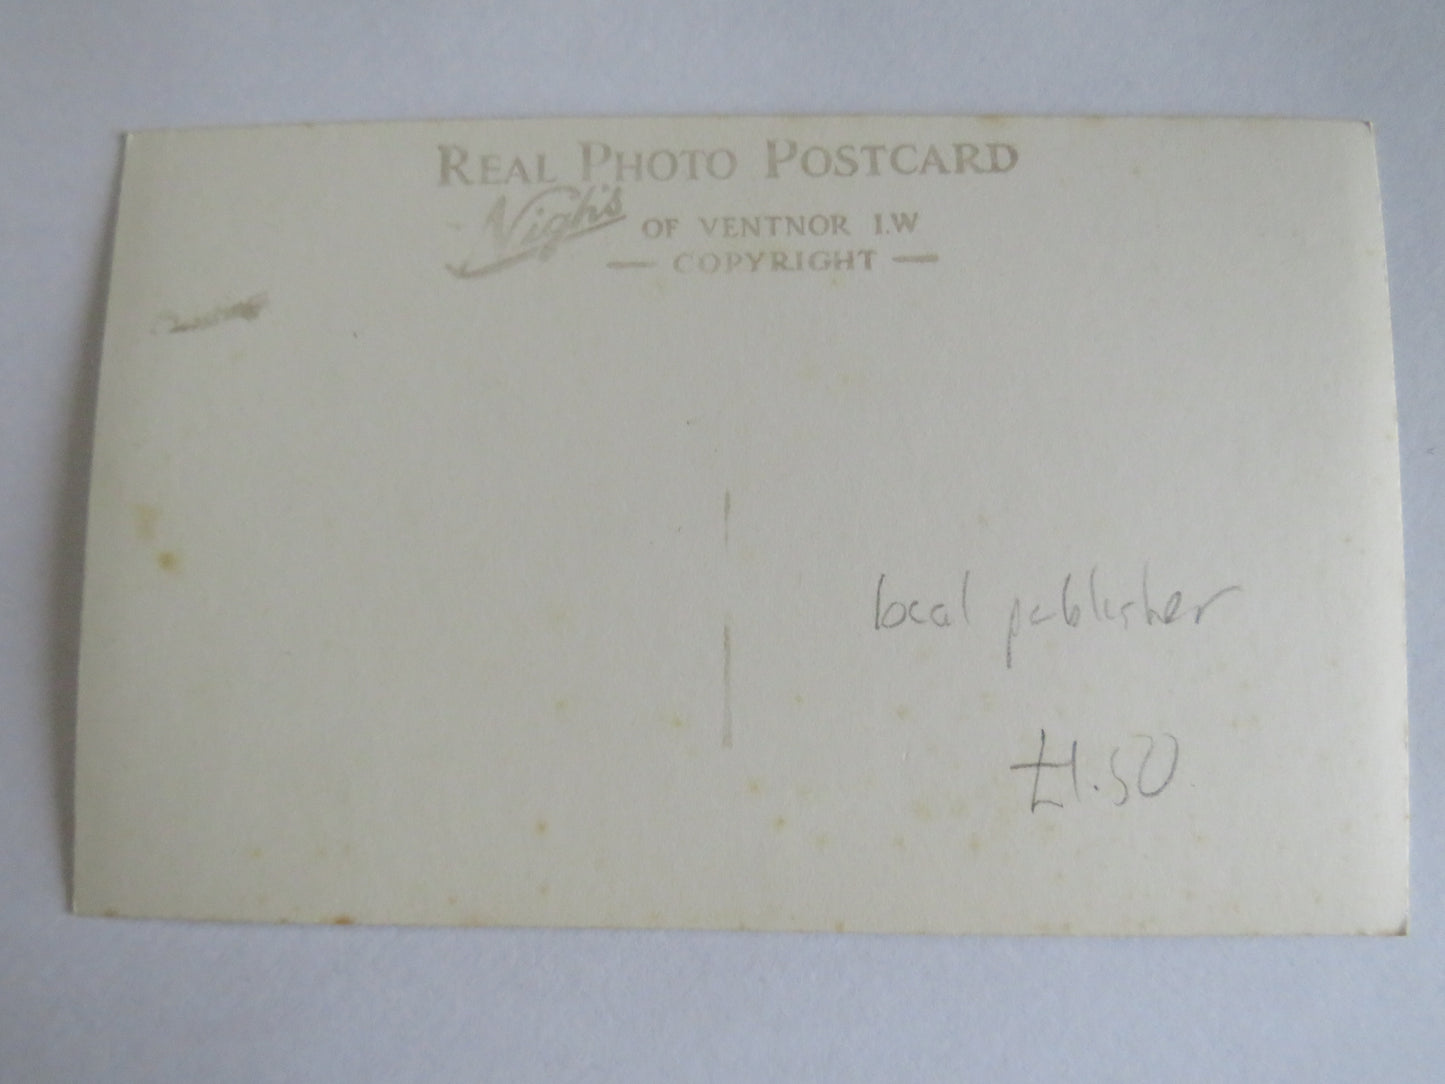 REAL PHOTO POSTCARD
Nigh's OF VENTNOR I.W
— COPYRIGHT —
local publisher
£1.50